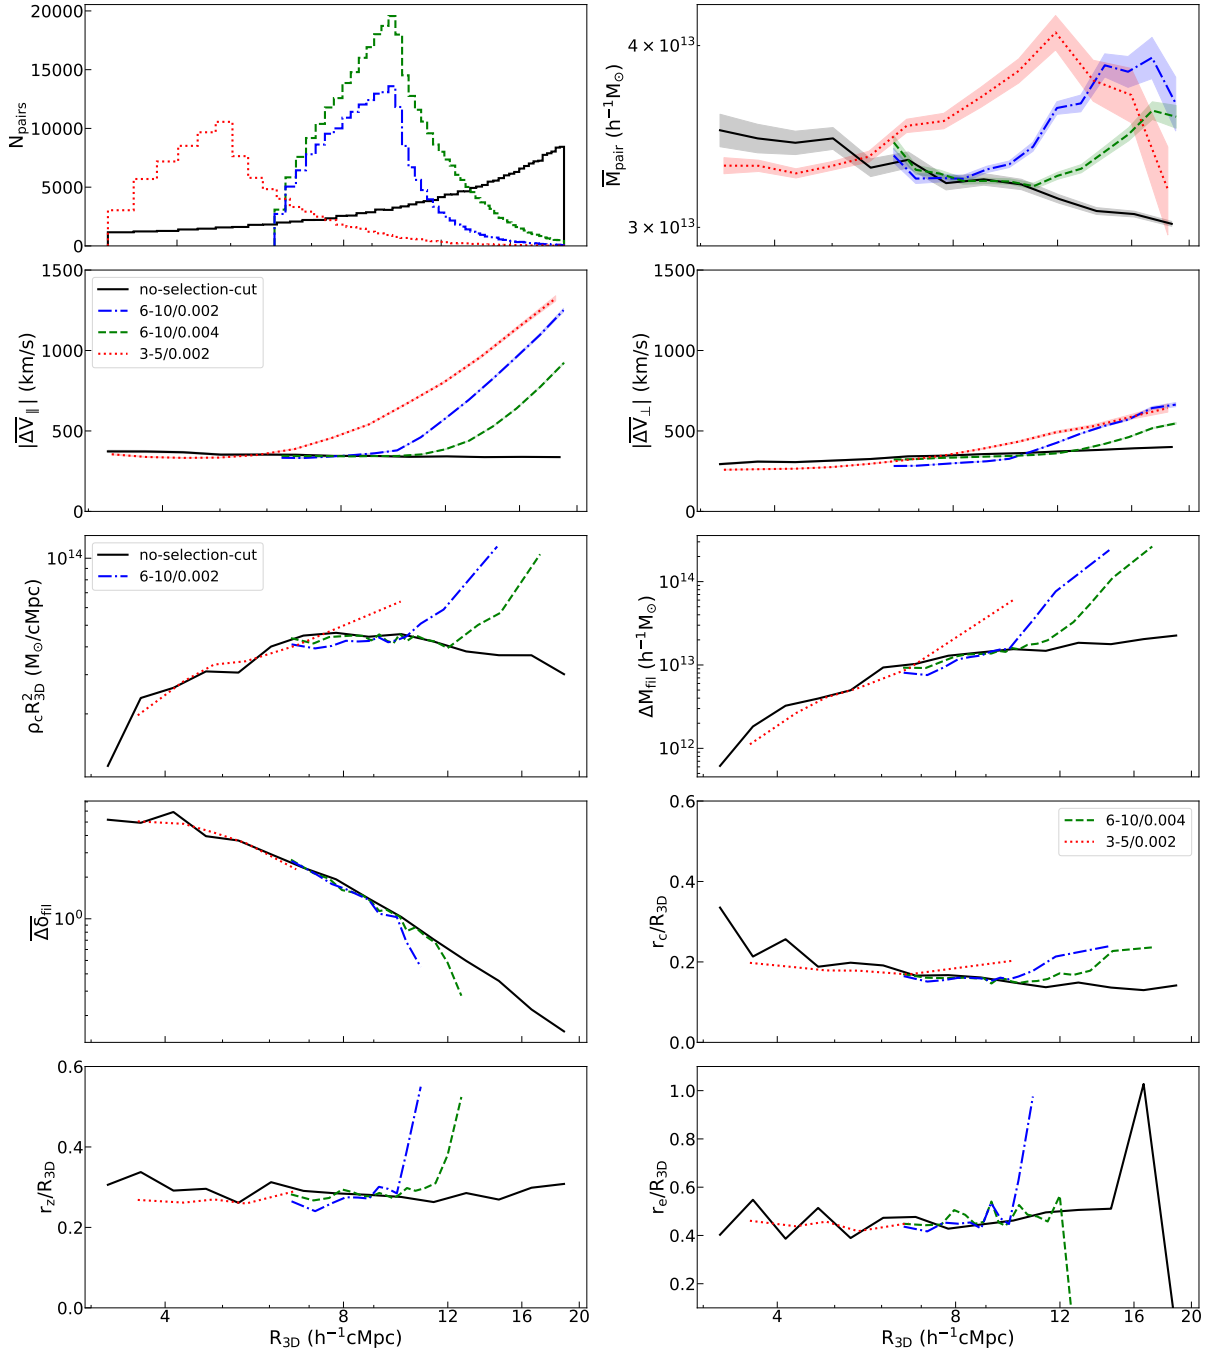 20000
15000
10000
5000
0
N_pairs
4 × 10^13
3 × 10^13
M̅_pair (h^−1M_⊙)
1500
1000
500
0
|Δ̅V̅_∥| (km/s)
no-selection-cut
6-10/0.002
6-10/0.004
3-5/0.002
1500
1000
500
0
|Δ̅V̅_⊥| (km/s)
10^14
ρ_cR^2_3D (M_⊙/cMpc)
no-selection-cut
6-10/0.002
10^14
10^13
10^12
ΔM_fil (h^−1M_⊙)
10^0
Δ̅δ_fil
0.6
0.4
0.2
0.0
r_c/R_3D
6-10/0.004
3-5/0.002
0.6
0.4
0.2
0.0
r_z/R_3D
4 8 12 16 20
R_3D (h^−1cMpc)
1.0
0.8
0.6
0.4
0.2
r_e/R_3D
4 8 12 16 20
R_3D (h^−1cMpc)